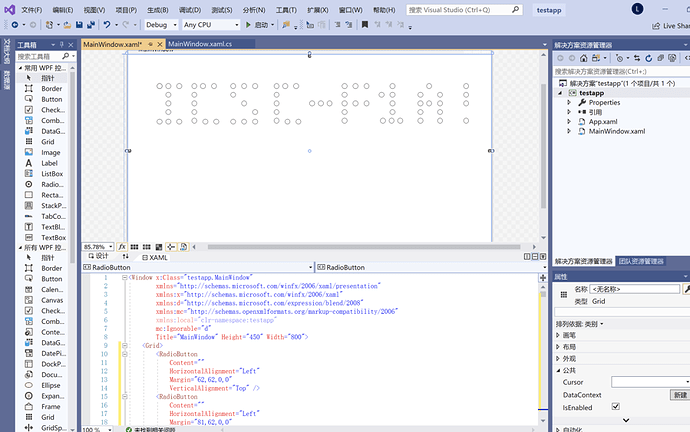 文件(F) 编辑(E) 视图(V) 项目(P) 生成(B) 调试(D) 测试(S) 分析(N) 工具(T) 扩展(X) 窗口(W) 帮助(H) 搜索 Visual Studio (Ctrl+Q) testapp L
Debug Any CPU 启动 Live Shar
文档大纲
数据源
工具箱
搜索工具箱
常用 WPF 控...
指针
Border
Button
Check...
Comb...
DataG...
Grid
Image
Label
ListBox
Radio...
Recta...
StackP...
TabCo...
TextBl...
TextBox
所有 WPF 控...
指针
Border
Button
Calen...
Canvas
Check...
Comb...
Conte...
DataG...
DatePi...
DockP...
Docu...
Ellipse
Expan...
Frame
Grid
GridSp...
MainWindow.xaml* MainWindow.xaml.cs
85.78% fx
设计 XAML
RadioButton RadioButton
1 <Window x:Class="testapp.MainWindow"
2 xmlns="http://schemas.microsoft.com/winfx/2006/xaml/presentation"
3 xmlns:x="http://schemas.microsoft.com/winfx/2006/xaml"
4 xmlns:d="http://schemas.microsoft.com/expression/blend/2008"
5 xmlns:mc="http://schemas.openxmlformats.org/markup-compatibility/2006"
6 xmlns:local="clr-namespace:testapp"
7 mc:Ignorable="d"
8 Title="MainWindow" Height="450" Width="800">
9 <Grid>
10 <RadioButton
11 Content=""
12 HorizontalAlignment="Left"
13 Margin="62,62,0,0"
14 VerticalAlignment="Top" />
15 <RadioButton
16 Content=""
17 HorizontalAlignment="Left"
18 Margin="81,62,0,0"
100 % 未找到相关问题
解决方案资源管理器
搜索解决方案资源管理器(Ctrl+;)
解决方案"testapp"(1 个项目/共 1 个)
testapp
Properties
引用
App.xaml
MainWindow.xaml
解决方案资源管理器 团队资源管理器
属性
名称 <无名称>
类型 Grid
排列依据: 类别
画笔
布局
外观
公共
Cursor
DataContext 新建
IsEnabled
自动化